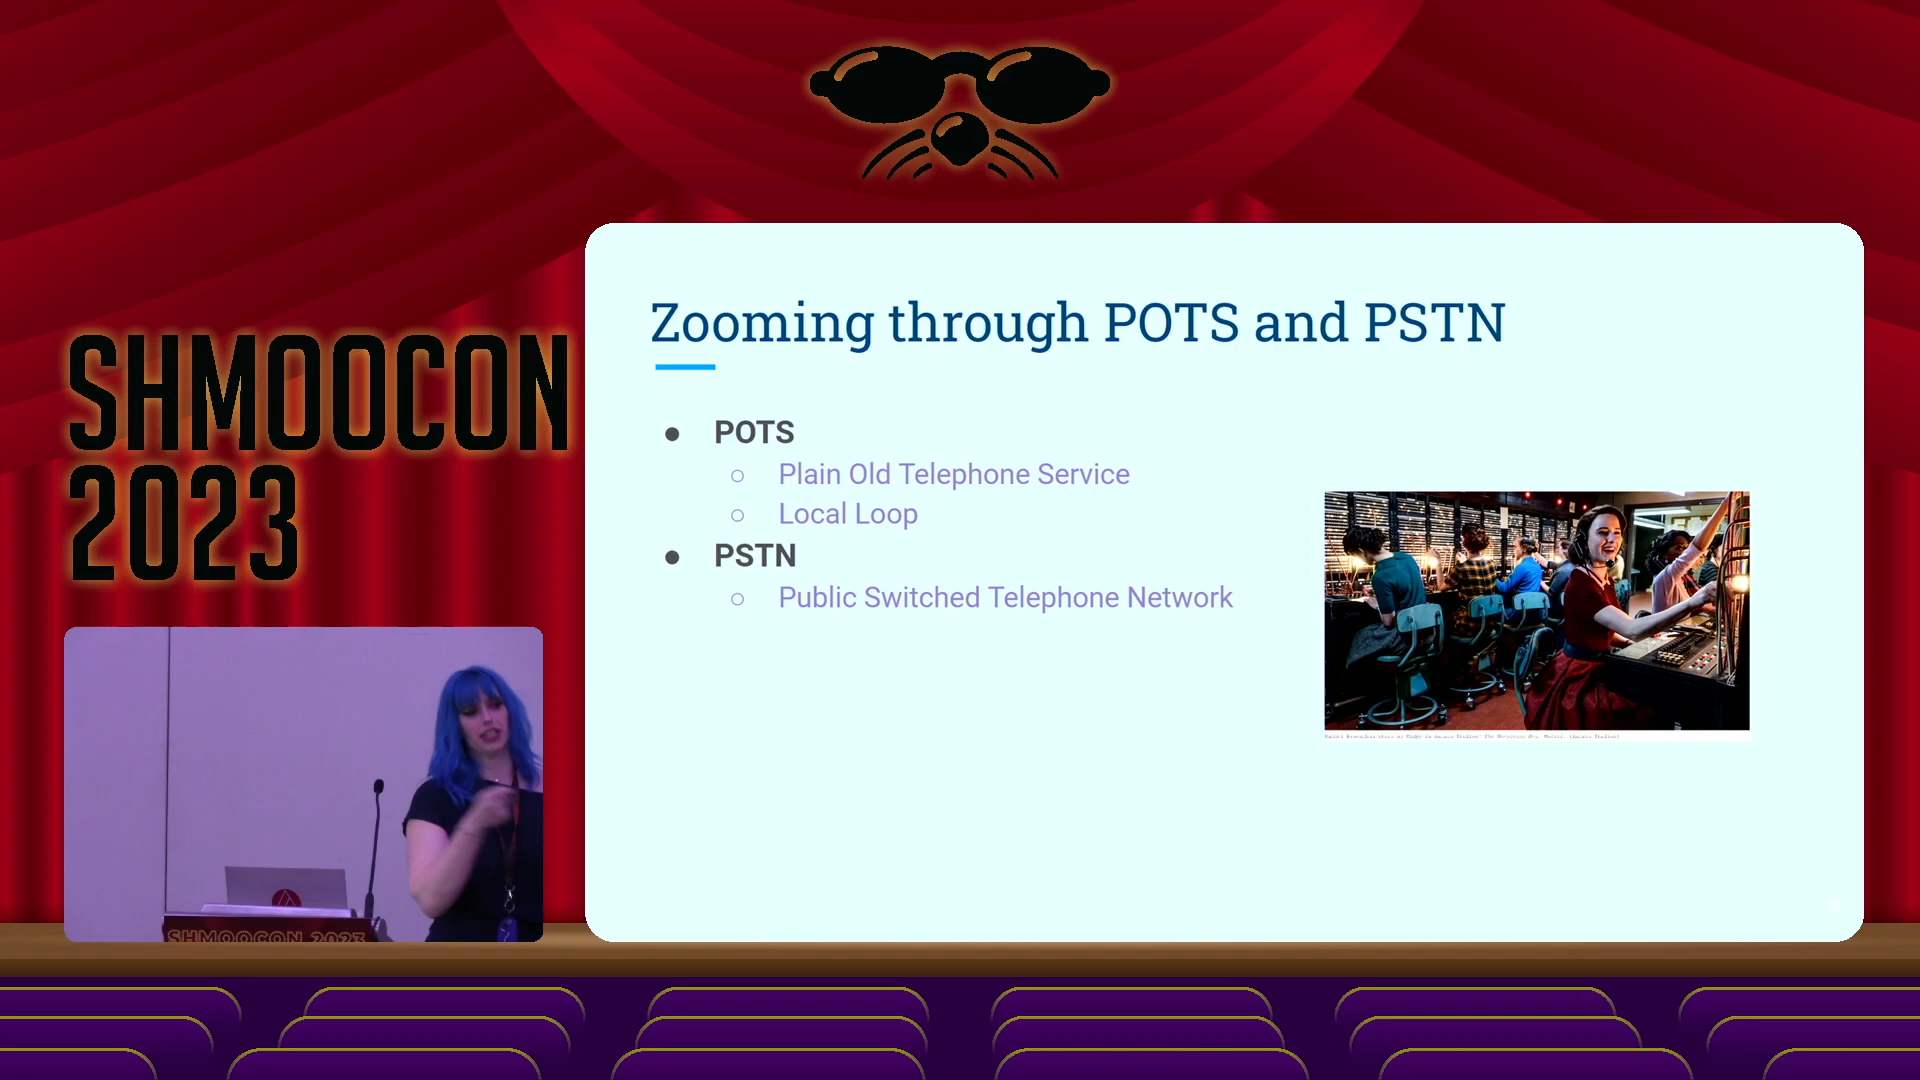 SHMOOCON
2023
Zooming through POTS and PSTN
POTS
Plain Old Telephone Service
Local Loop
PSTN
Public Switched Telephone Network
SHMOOCON 2023